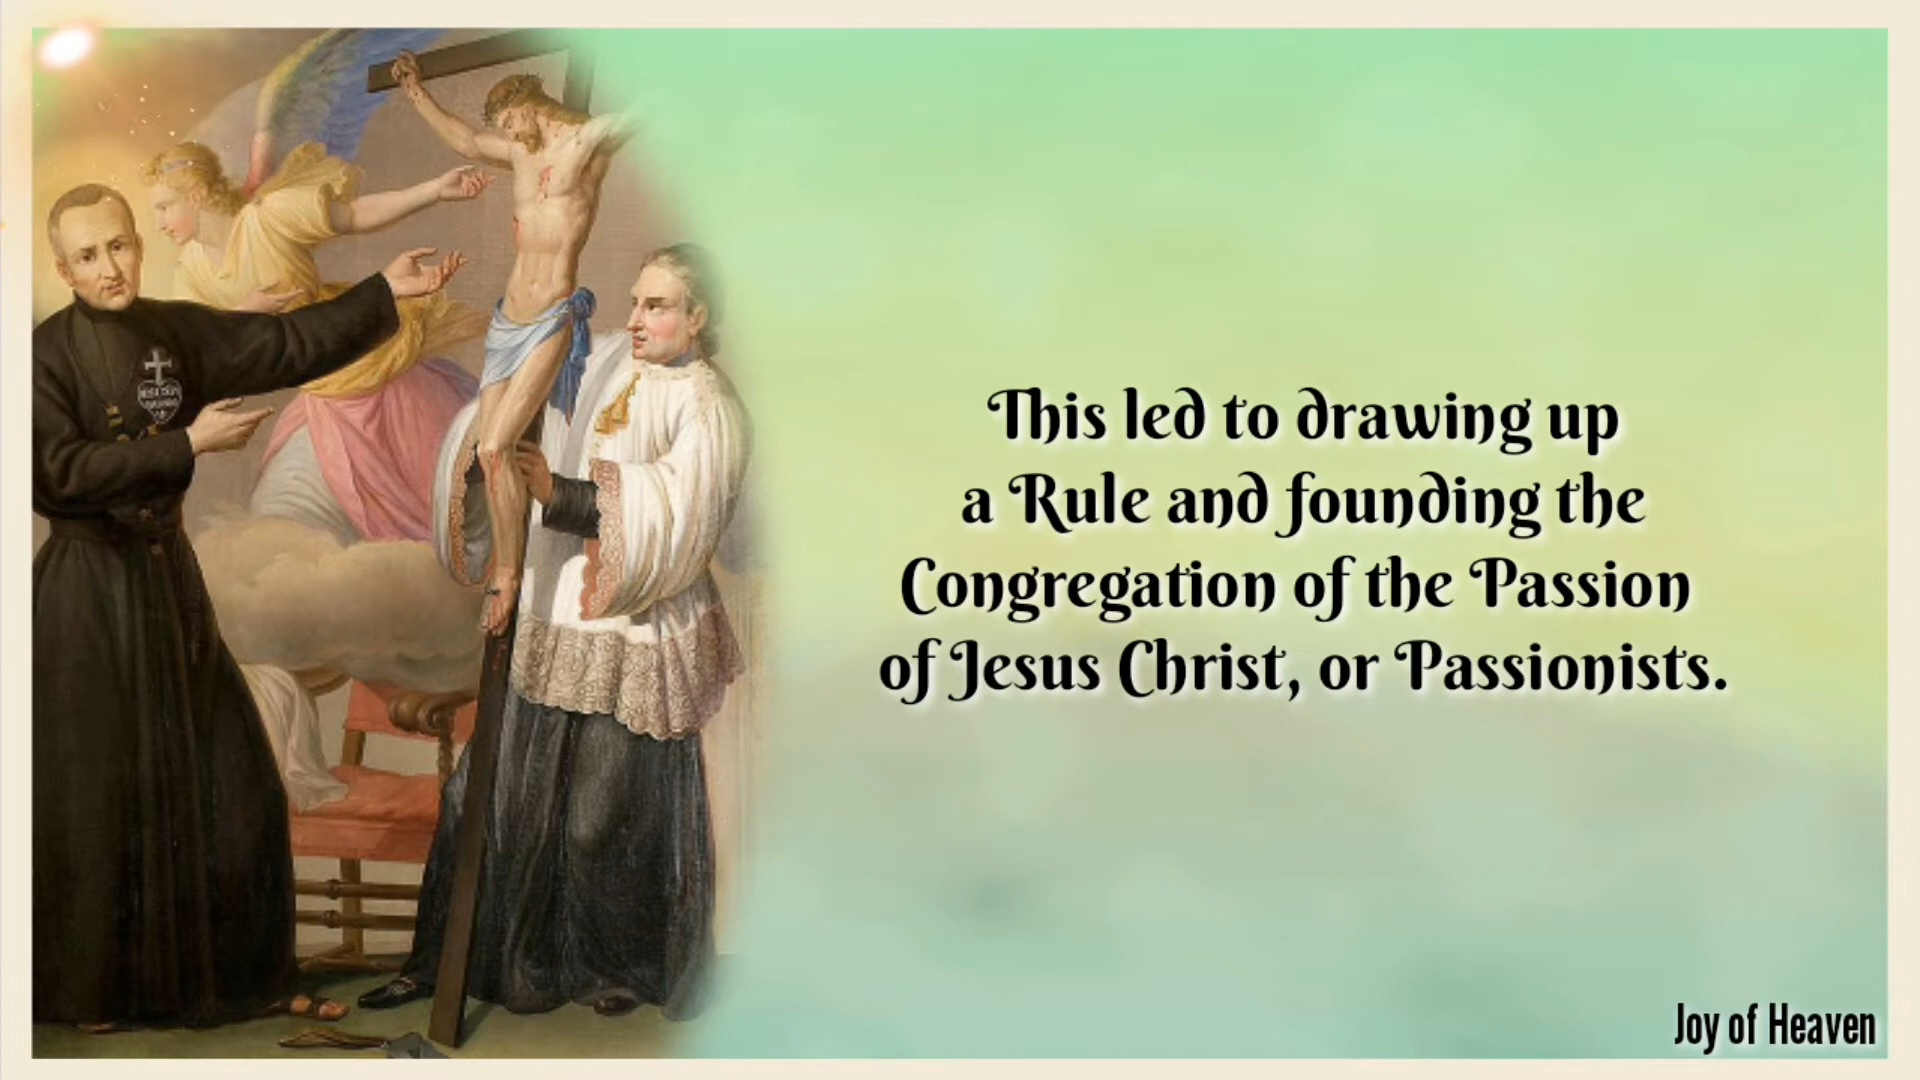 This led to drawing up
a Rule and founding the
Congregation of the Passion
of Jesus Christ, or Passionists.
Joy of Heaven